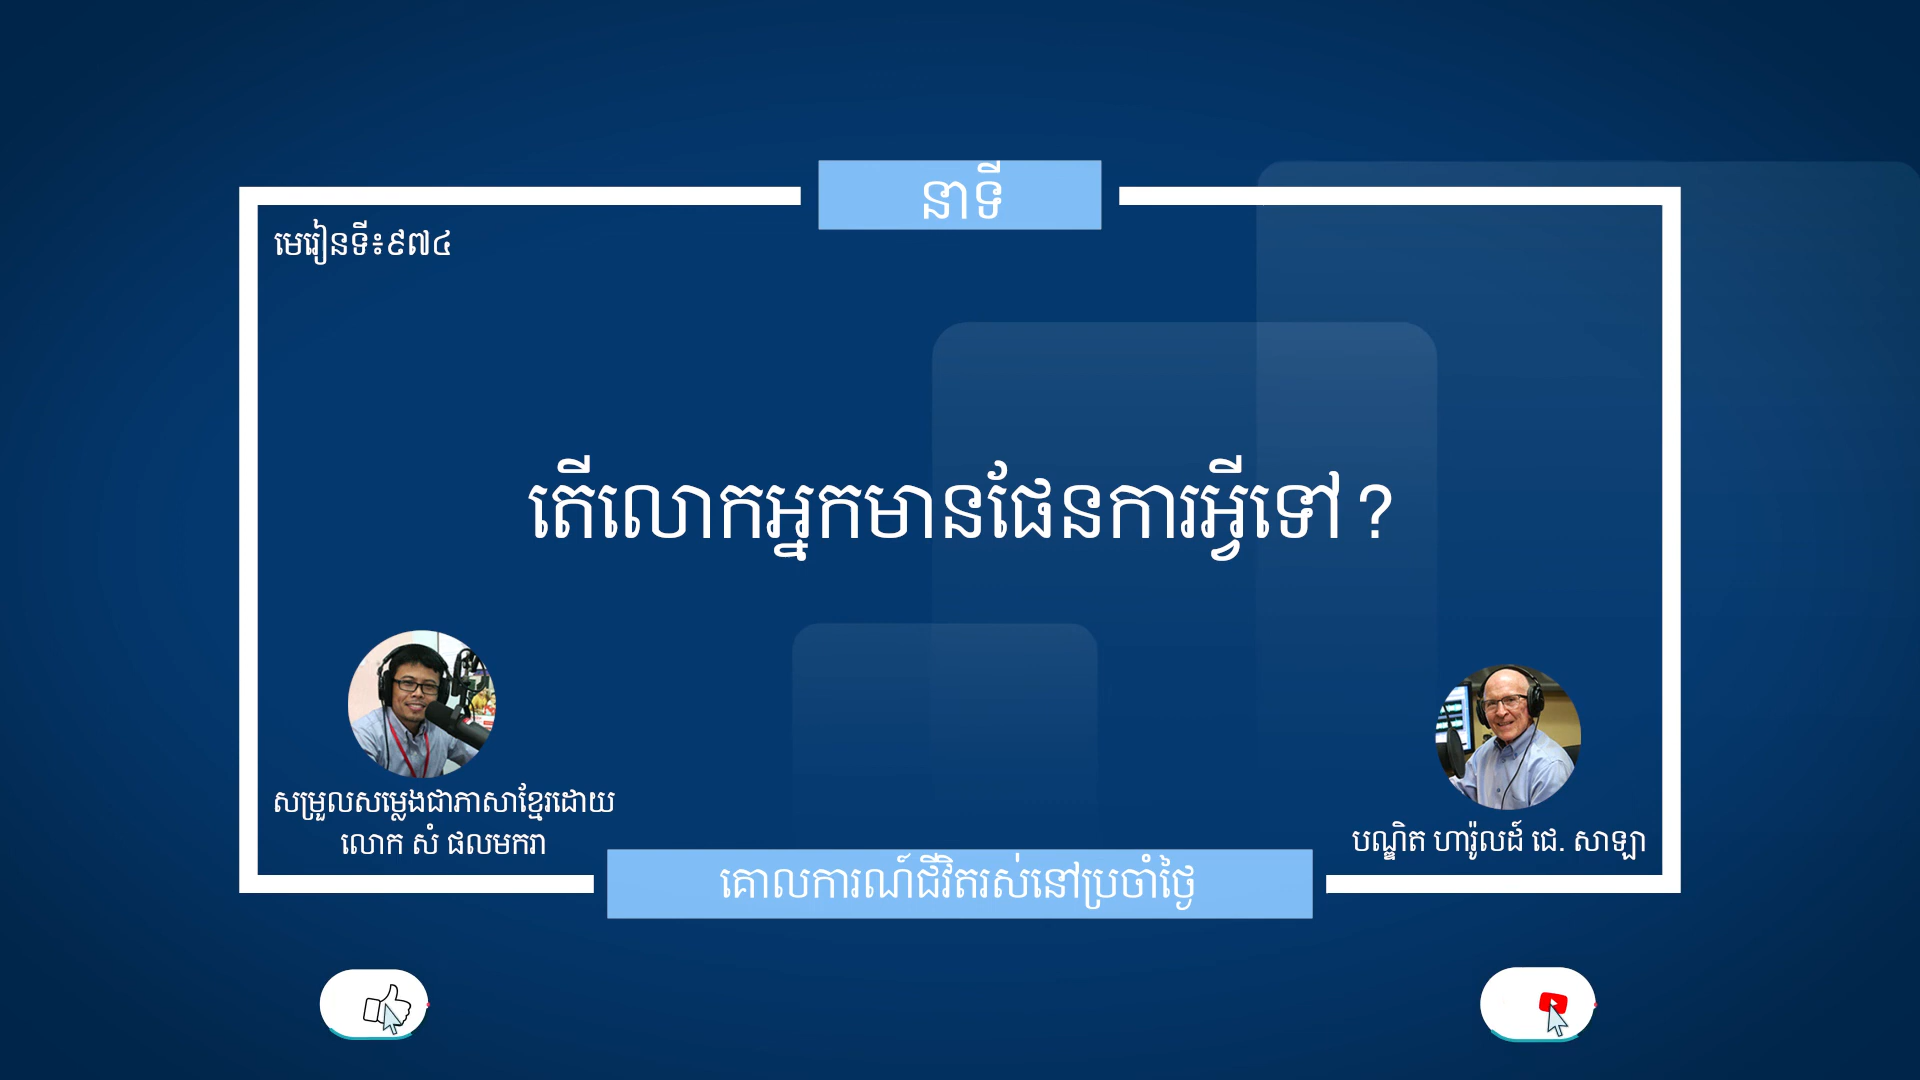 នាទី
មេរៀនទី៖៩៧៤
តើលោកអ្នកមានផែនការអ្វីទៅ ?
សម្រួលសម្លេងជាភាសាខ្មែរដោយ
លោក សំ ផលមករា
បណ្ឌិត ហារ៉ូលដ៍ ជេ. សាឡា
គោលការណ៍ជីវិតរស់នៅប្រចាំថ្ងៃ